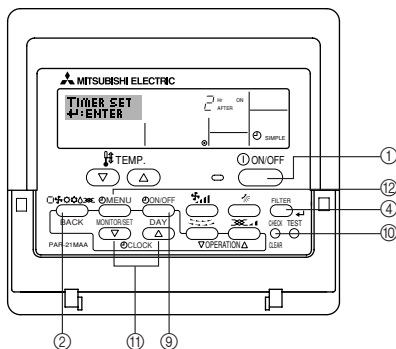 MITSUBISHI ELECTRIC
TIMER SET
↵:ENTER
2 Hr ON
AFTER
SIMPLE
TEMP.
ON/OFF
①
MENU
ON/OFF
FILTER
⑫
④
BACK
MONITOR/SET
DAY
CHECK TEST
⑩
PAR-21MAA
CLOCK
OPERATION
CLEAR
②
⑪
⑨